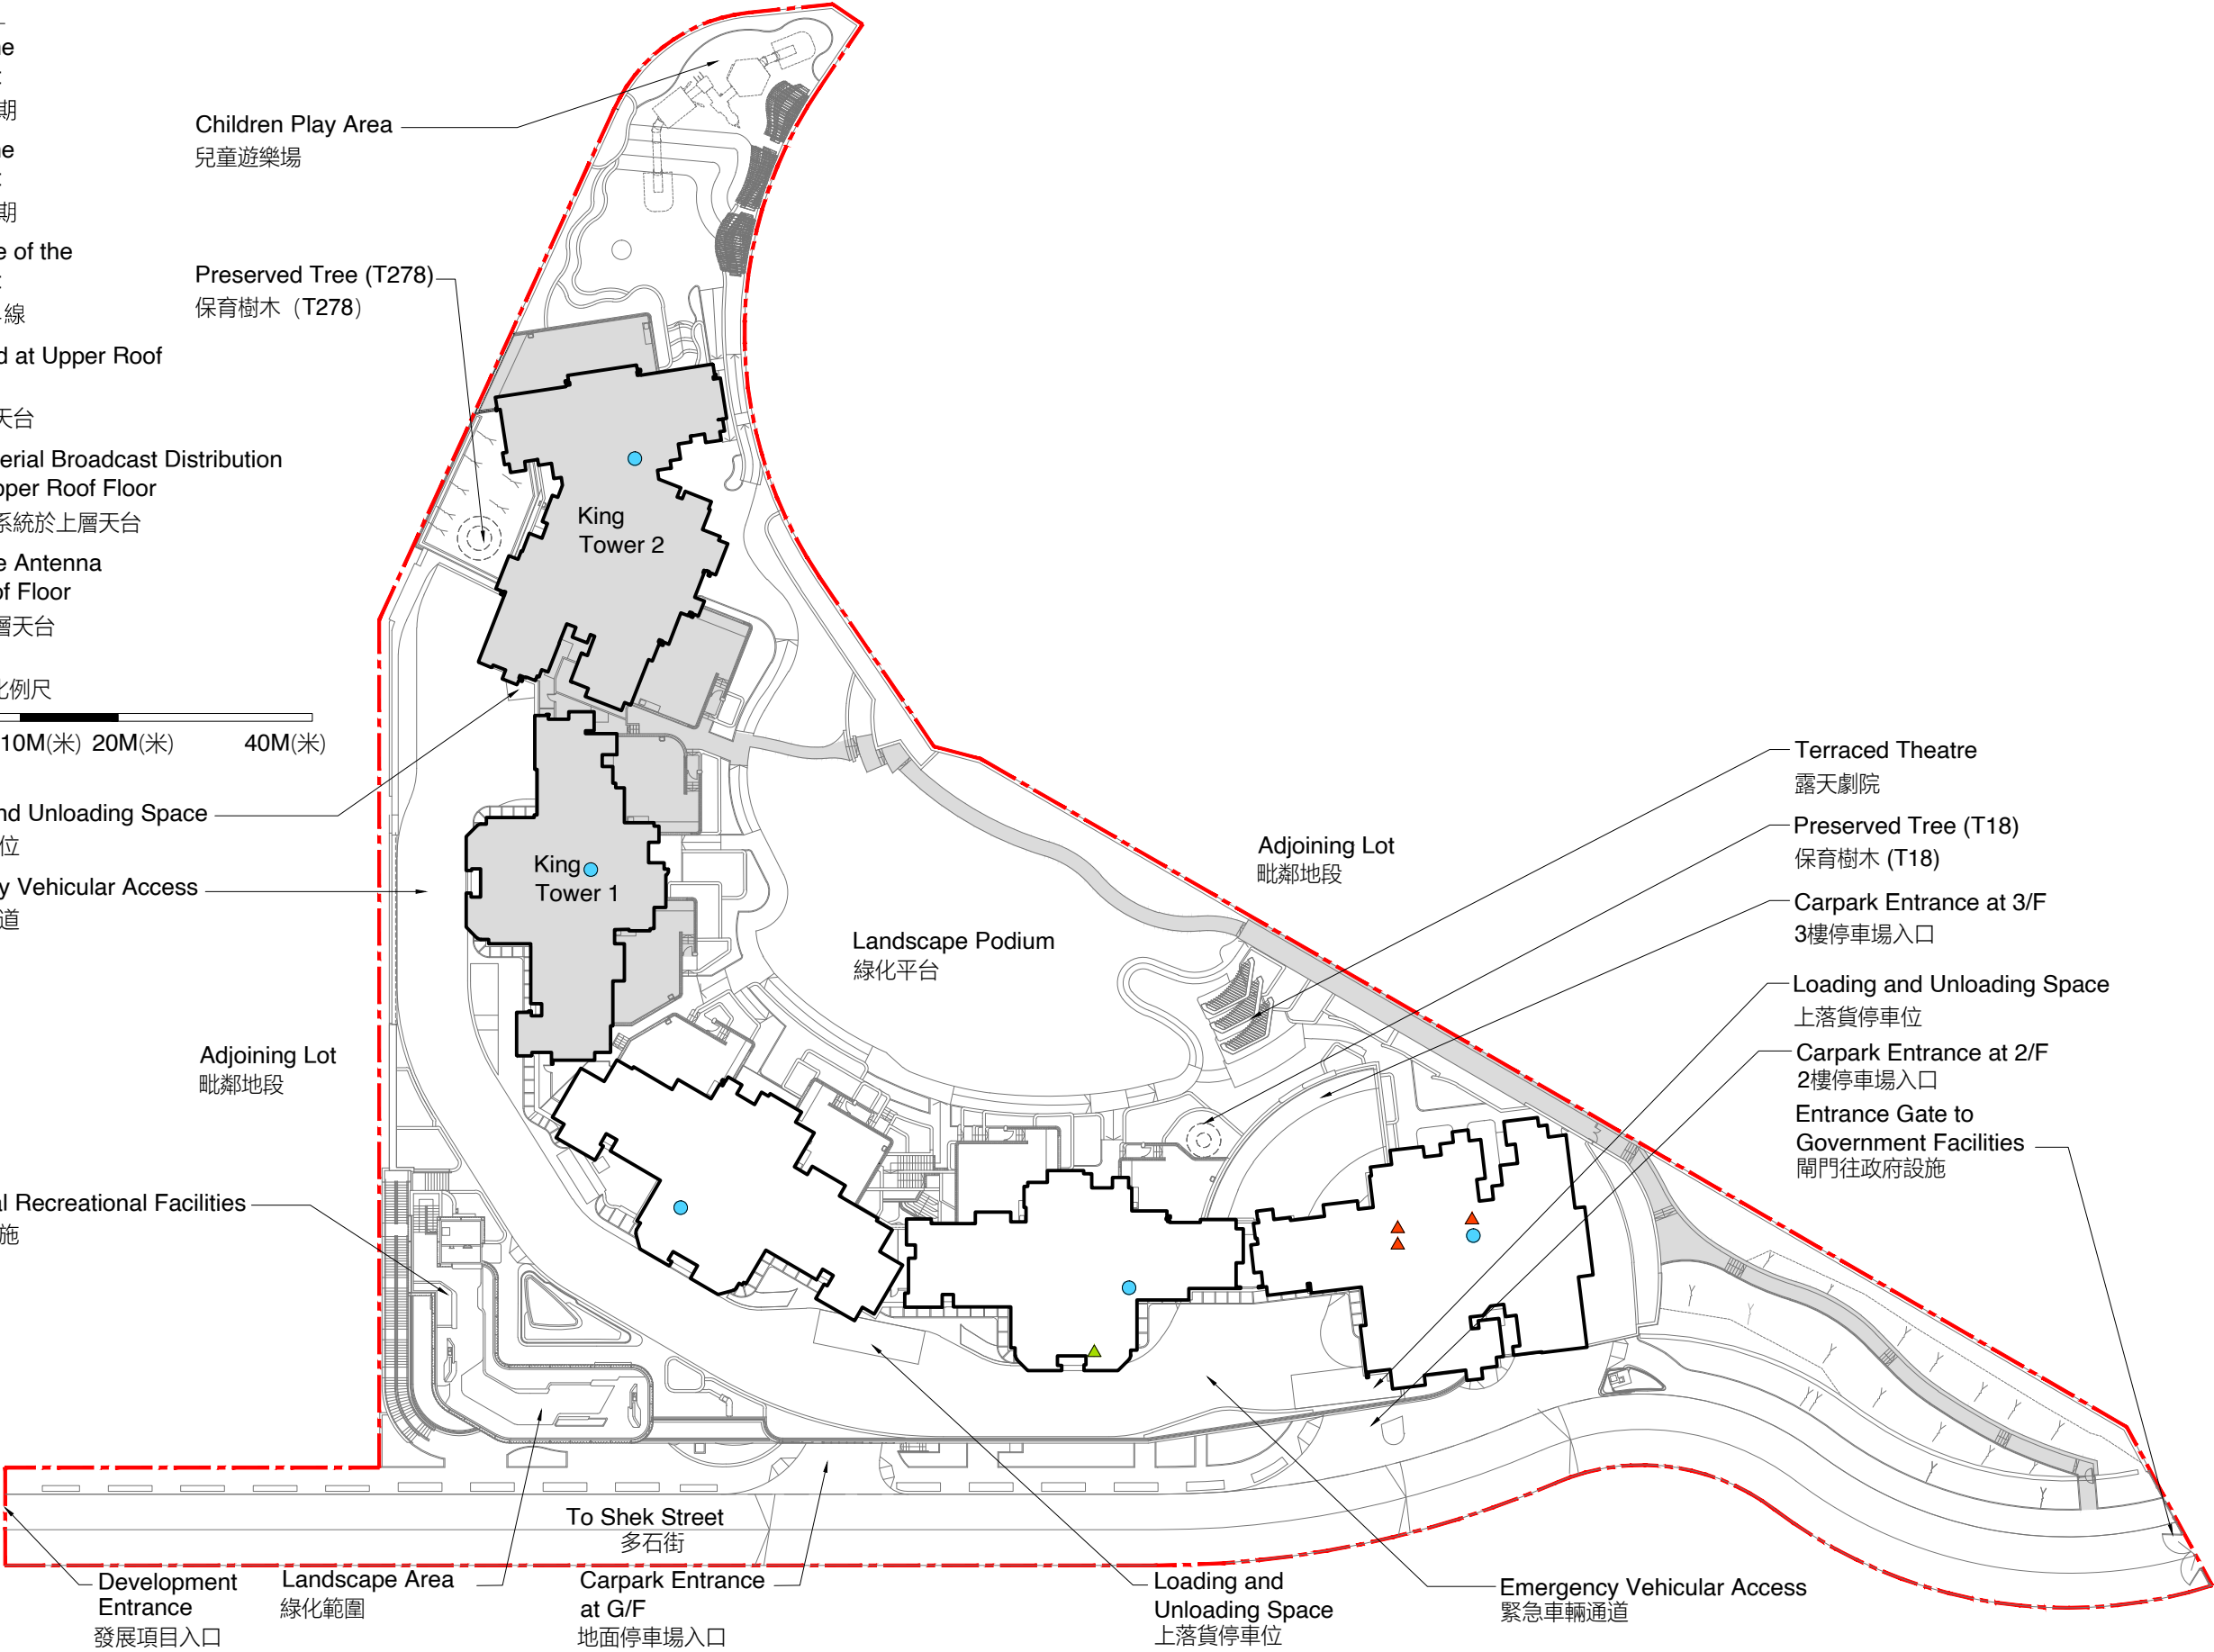 期
期
e of the
線
d at Upper Roof
天台
erial Broadcast Distribution
pper Roof Floor
系統於上層天台
e Antenna
of Floor
層天台
比例尺
10M(米) 20M(米) 40M(米)
nd Unloading Space
位
y Vehicular Access
道
Adjoining Lot
毗鄰地段
al Recreational Facilities
施
Children Play Area
兒童遊樂場
Preserved Tree (T278)
保育樹木 (T278)
King
Tower 2
King
Tower 1
Landscape Podium
綠化平台
Adjoining Lot
毗鄰地段
Terraced Theatre
露天劇院
Preserved Tree (T18)
保育樹木 (T18)
Carpark Entrance at 3/F
3樓停車場入口
Loading and Unloading Space
上落貨停車位
Carpark Entrance at 2/F
2樓停車場入口
Entrance Gate to
Government Facilities
閘門往政府設施
To Shek Street
多石街
Development
Entrance
發展項目入口
Landscape Area
綠化範圍
Carpark Entrance
at G/F
地面停車場入口
Loading and
Unloading Space
上落貨停車位
Emergency Vehicular Access
緊急車輛通道